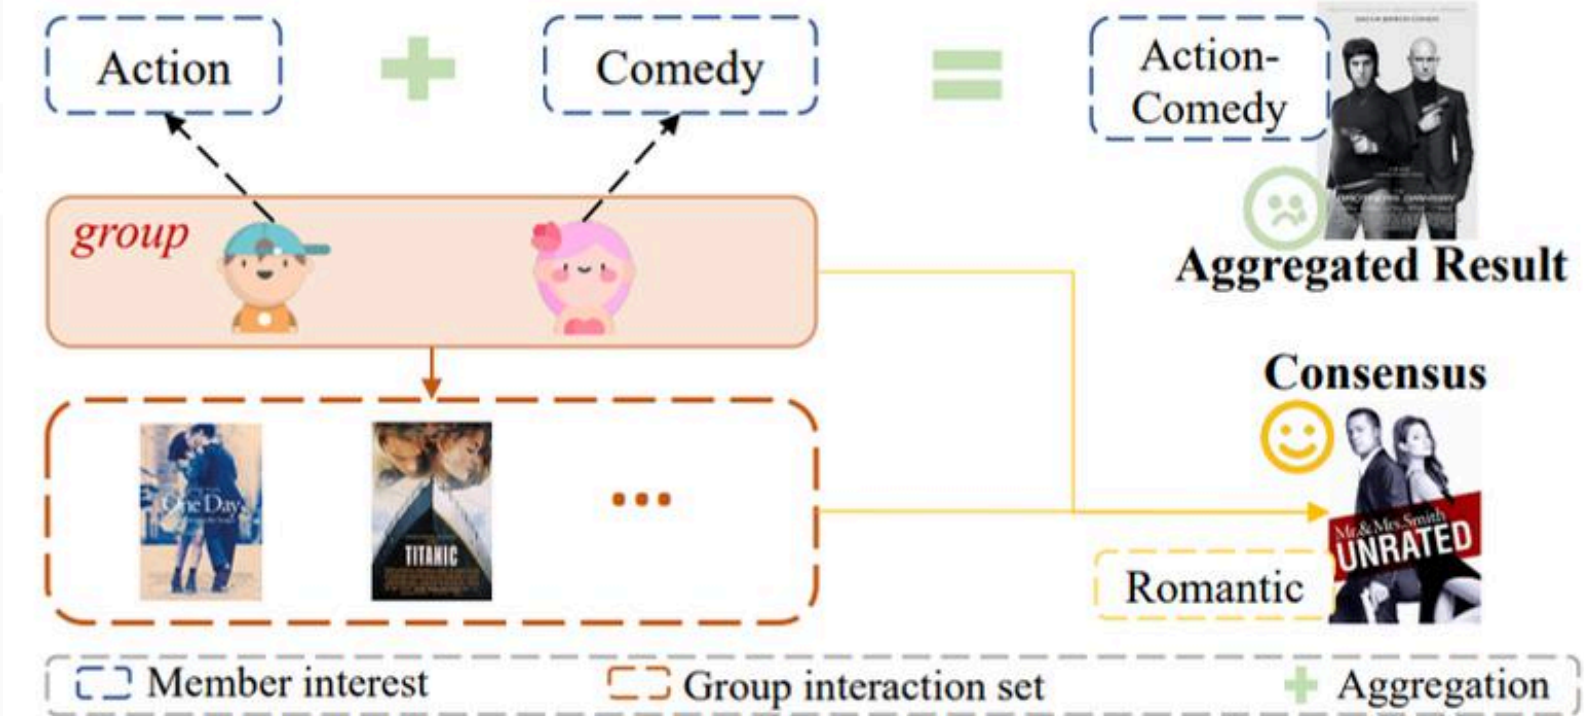 Action
+
Comedy
=
Action-
Comedy
group
Aggregated Result
Consensus
One Day
TITANIC
...
Mr.& Mrs.Smith
UNRATED
Romantic
Member interest
Group interaction set
+ Aggregation